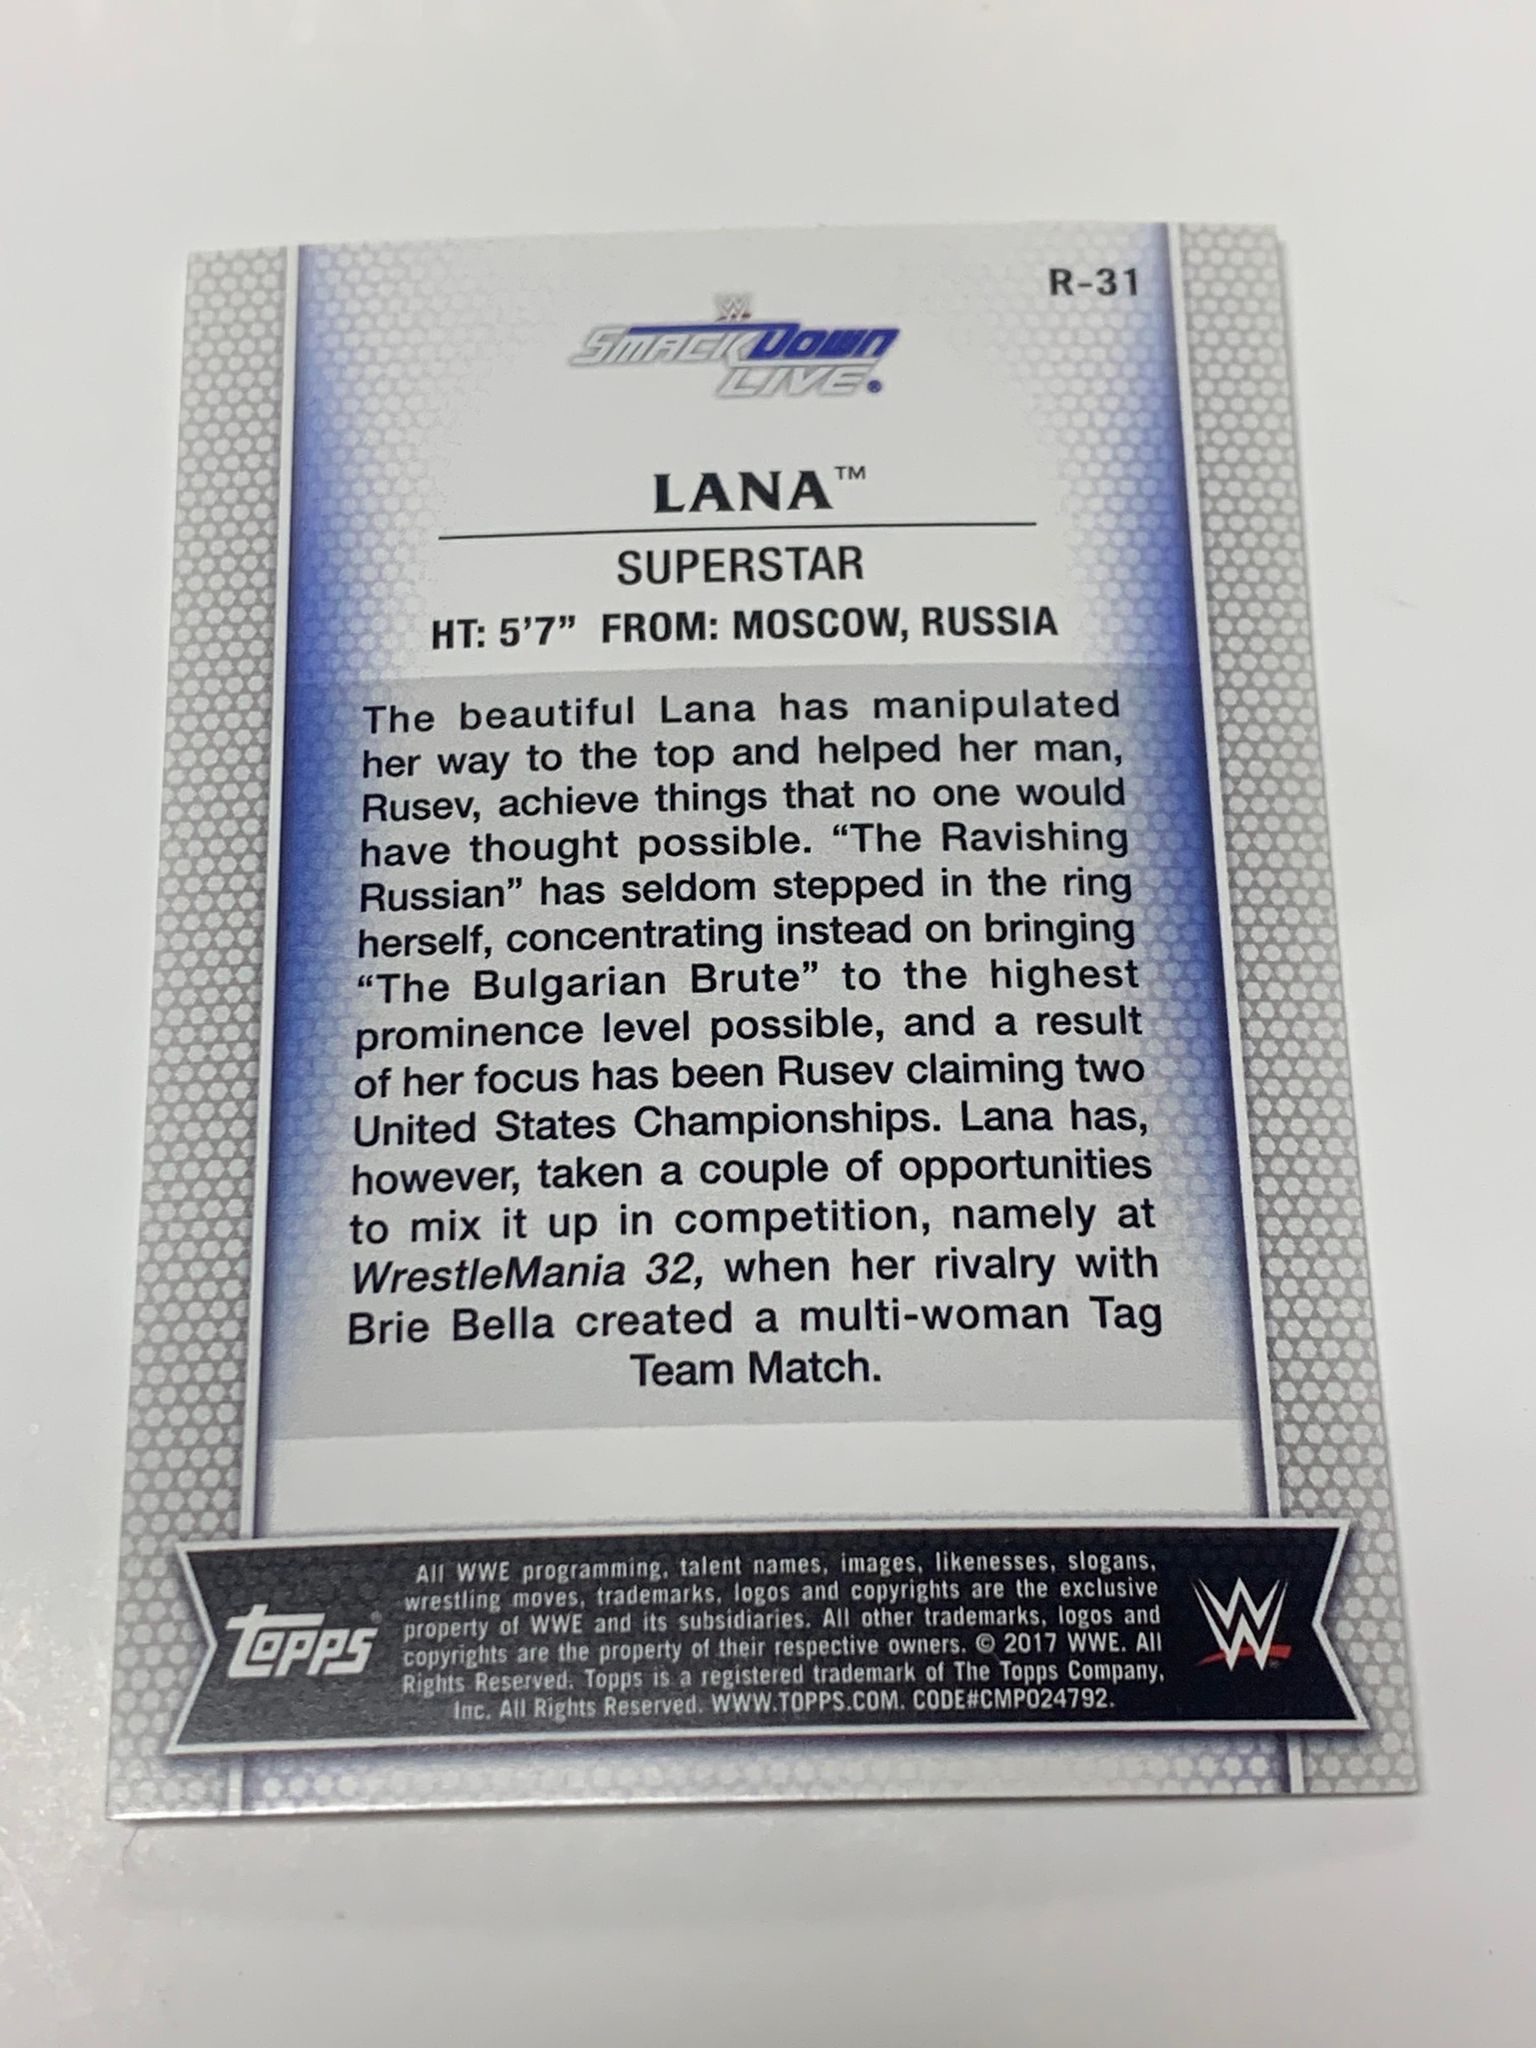 R-31
W
SMACKDOWN
LIVE®
LANA™
SUPERSTAR
HT: 5'7" FROM: MOSCOW, RUSSIA
The beautiful Lana has manipulated
her way to the top and helped her man,
Rusev, achieve things that no one would
have thought possible. “The Ravishing
Russian” has seldom stepped in the ring
herself, concentrating instead on bringing
“The Bulgarian Brute” to the highest
prominence level possible, and a result
of her focus has been Rusev claiming two
United States Championships. Lana has,
however, taken a couple of opportunities
to mix it up in competition, namely at
WrestleMania 32, when her rivalry with
Brie Bella created a multi-woman Tag
Team Match.
All WWE programming, talent names, images, likenesses, slogans,
wrestling moves, trademarks, logos and copyrights are the exclusive
property of WWE and its subsidiaries. All other trademarks, logos and
copyrights are the property of their respective owners. © 2017 WWE. All
Rights Reserved. Topps is a registered trademark of The Topps Company,
Inc. All Rights Reserved. WWW.TOPPS.COM. CODE#CMP024792.
topps®
W